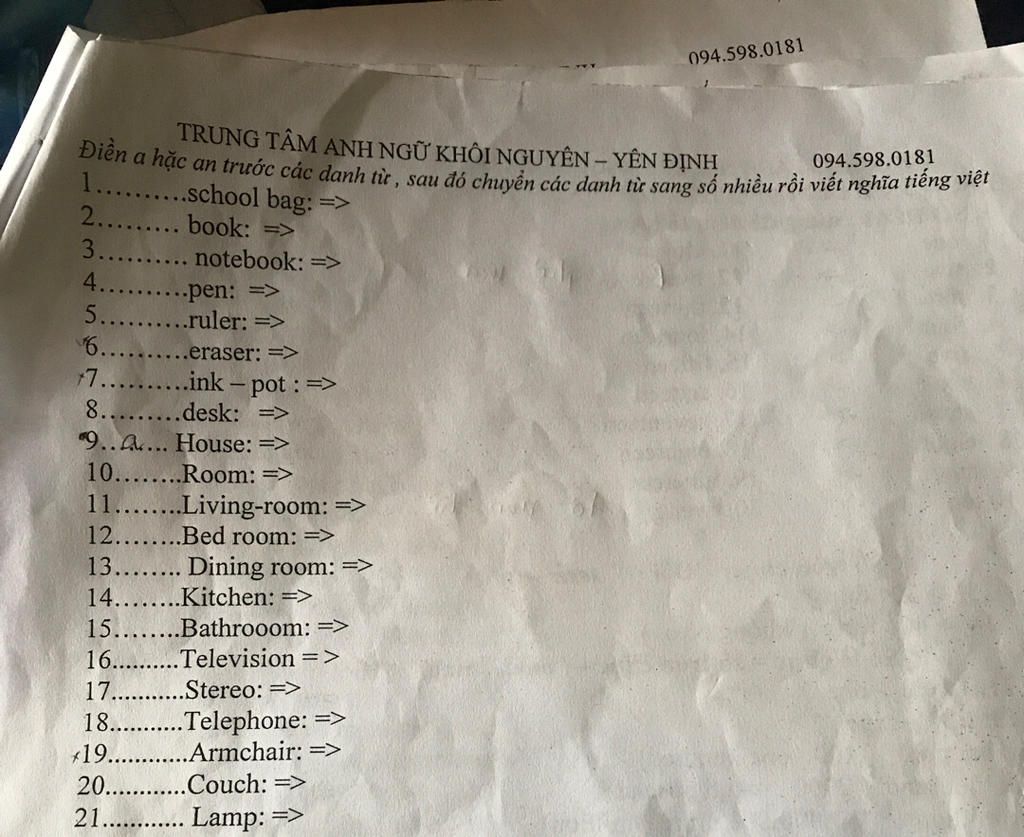 094.598.0181
TRUNG TÂM ANH NGỮ KHÔI NGUYÊN – YÊN ĐỊNH 094.598.0181
Điền a hặc an trước các danh từ , sau đó chuyển các danh từ sang số nhiều rồi viết nghĩa tiếng việt
1..........school bag: =>
2......... book: =>
3.......... notebook: =>
4..........pen: =>
5..........ruler: =>
6..........eraser: =>
7..........ink – pot : =>
8.........desk: =>
9..a... House: =>
10........Room: =>
11........Living-room: =>
12........Bed room: =>
13........ Dining room: =>
14........Kitchen: =>
15........Bathrooom: =>
16..........Television = >
17...........Stereo: =>
18...........Telephone: =>
19............Armchair: =>
20............Couch: =>
21............ Lamp: =>